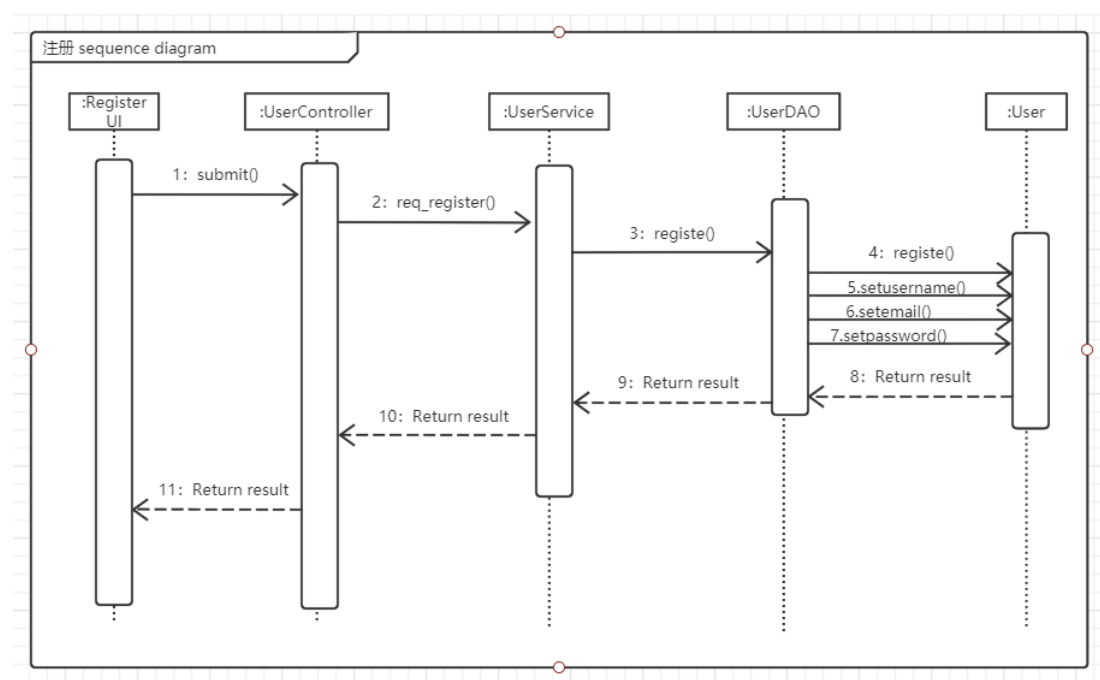 注册 sequence diagram
:Register
UI
:UserController
:UserService
:UserDAO
:User
1: submit()
2: req_register()
3: registe()
4: registe()
5.setusername()
6.setemail()
7.setpassword()
8: Return result
9: Return result
10: Return result
11: Return result